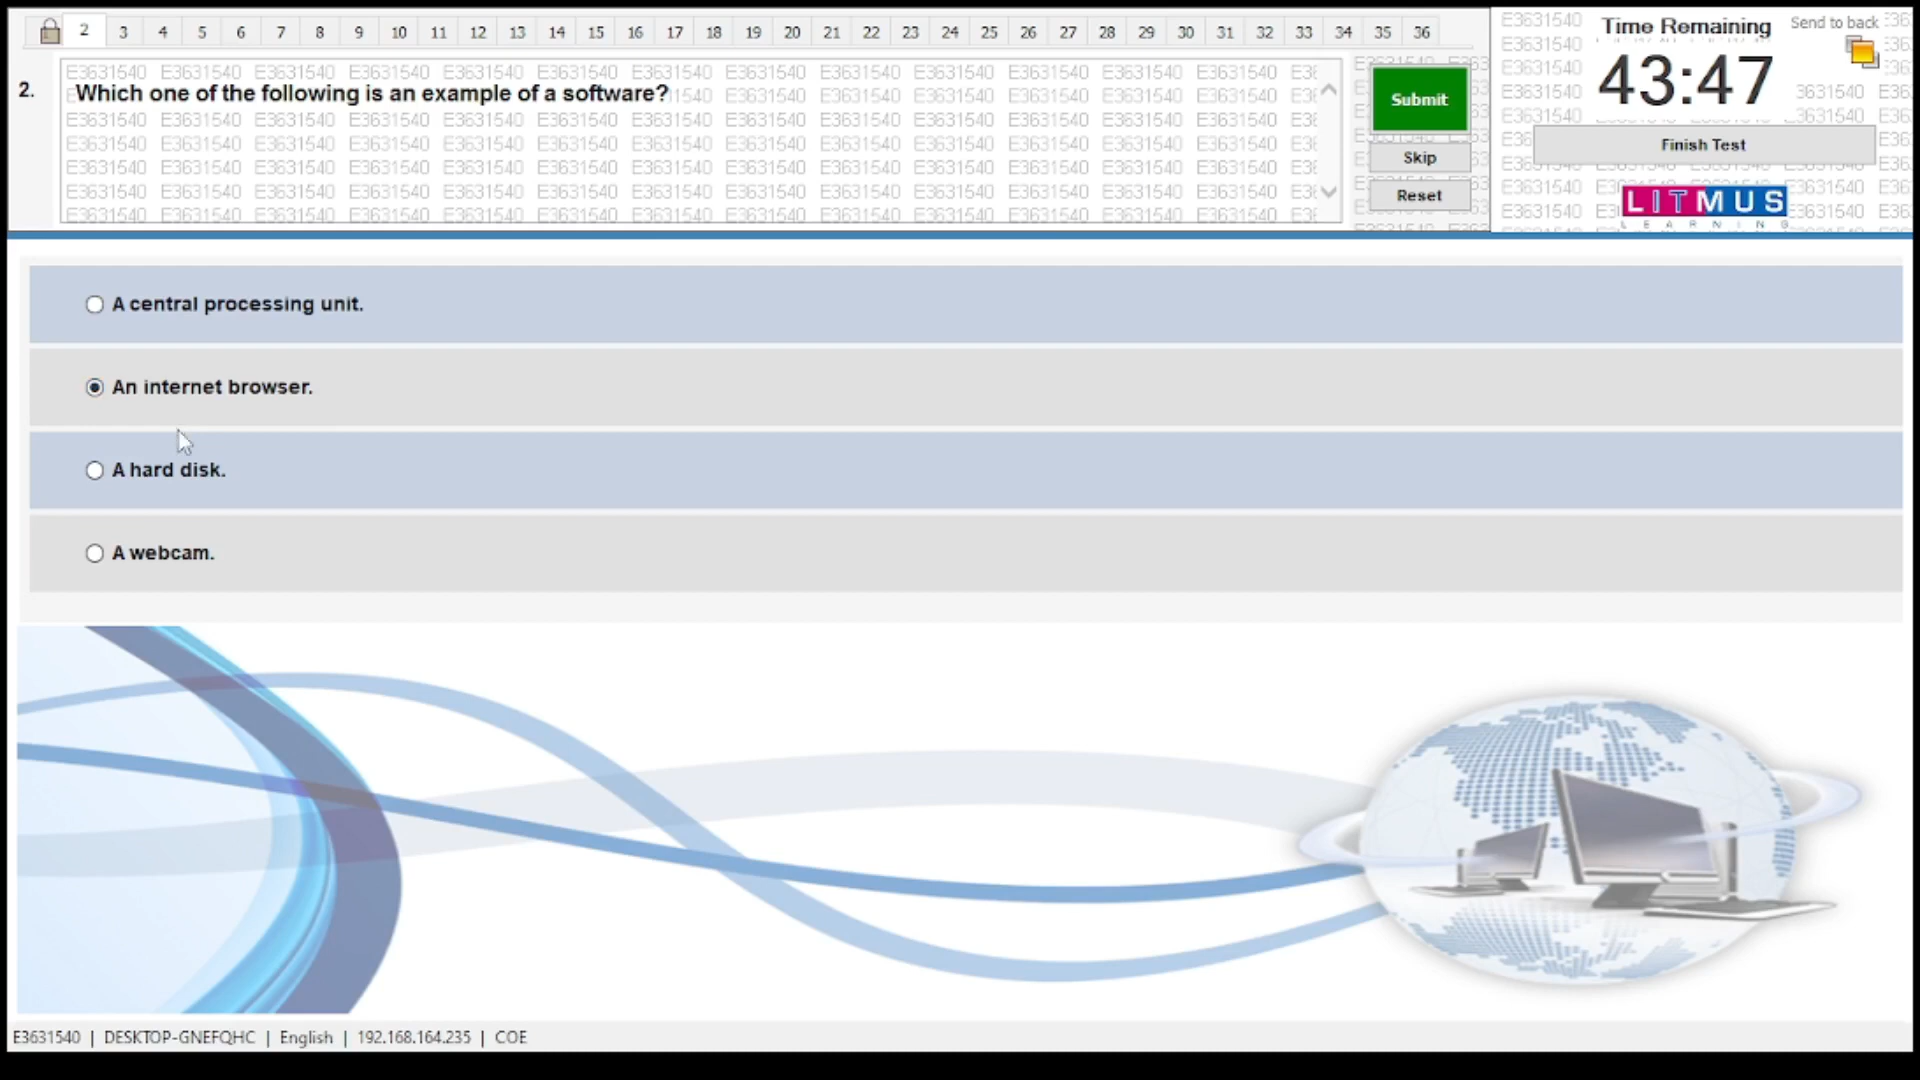 2 3 4 5 6 7 8 9 10 11 12 13 14 15 16 17 18 19 20 21 22 23 24 25 26 27 28 29 30 31 32 33 34 35 36
2. Which one of the following is an example of a software?
Submit
Skip
Reset
Time Remaining
Send to back
43:47
Finish Test
LITMUS
LEARNING
A central processing unit.
An internet browser.
A hard disk.
A webcam.
E3631540 | DESKTOP-GNEFQHC | English | 192.168.164.235 | COE